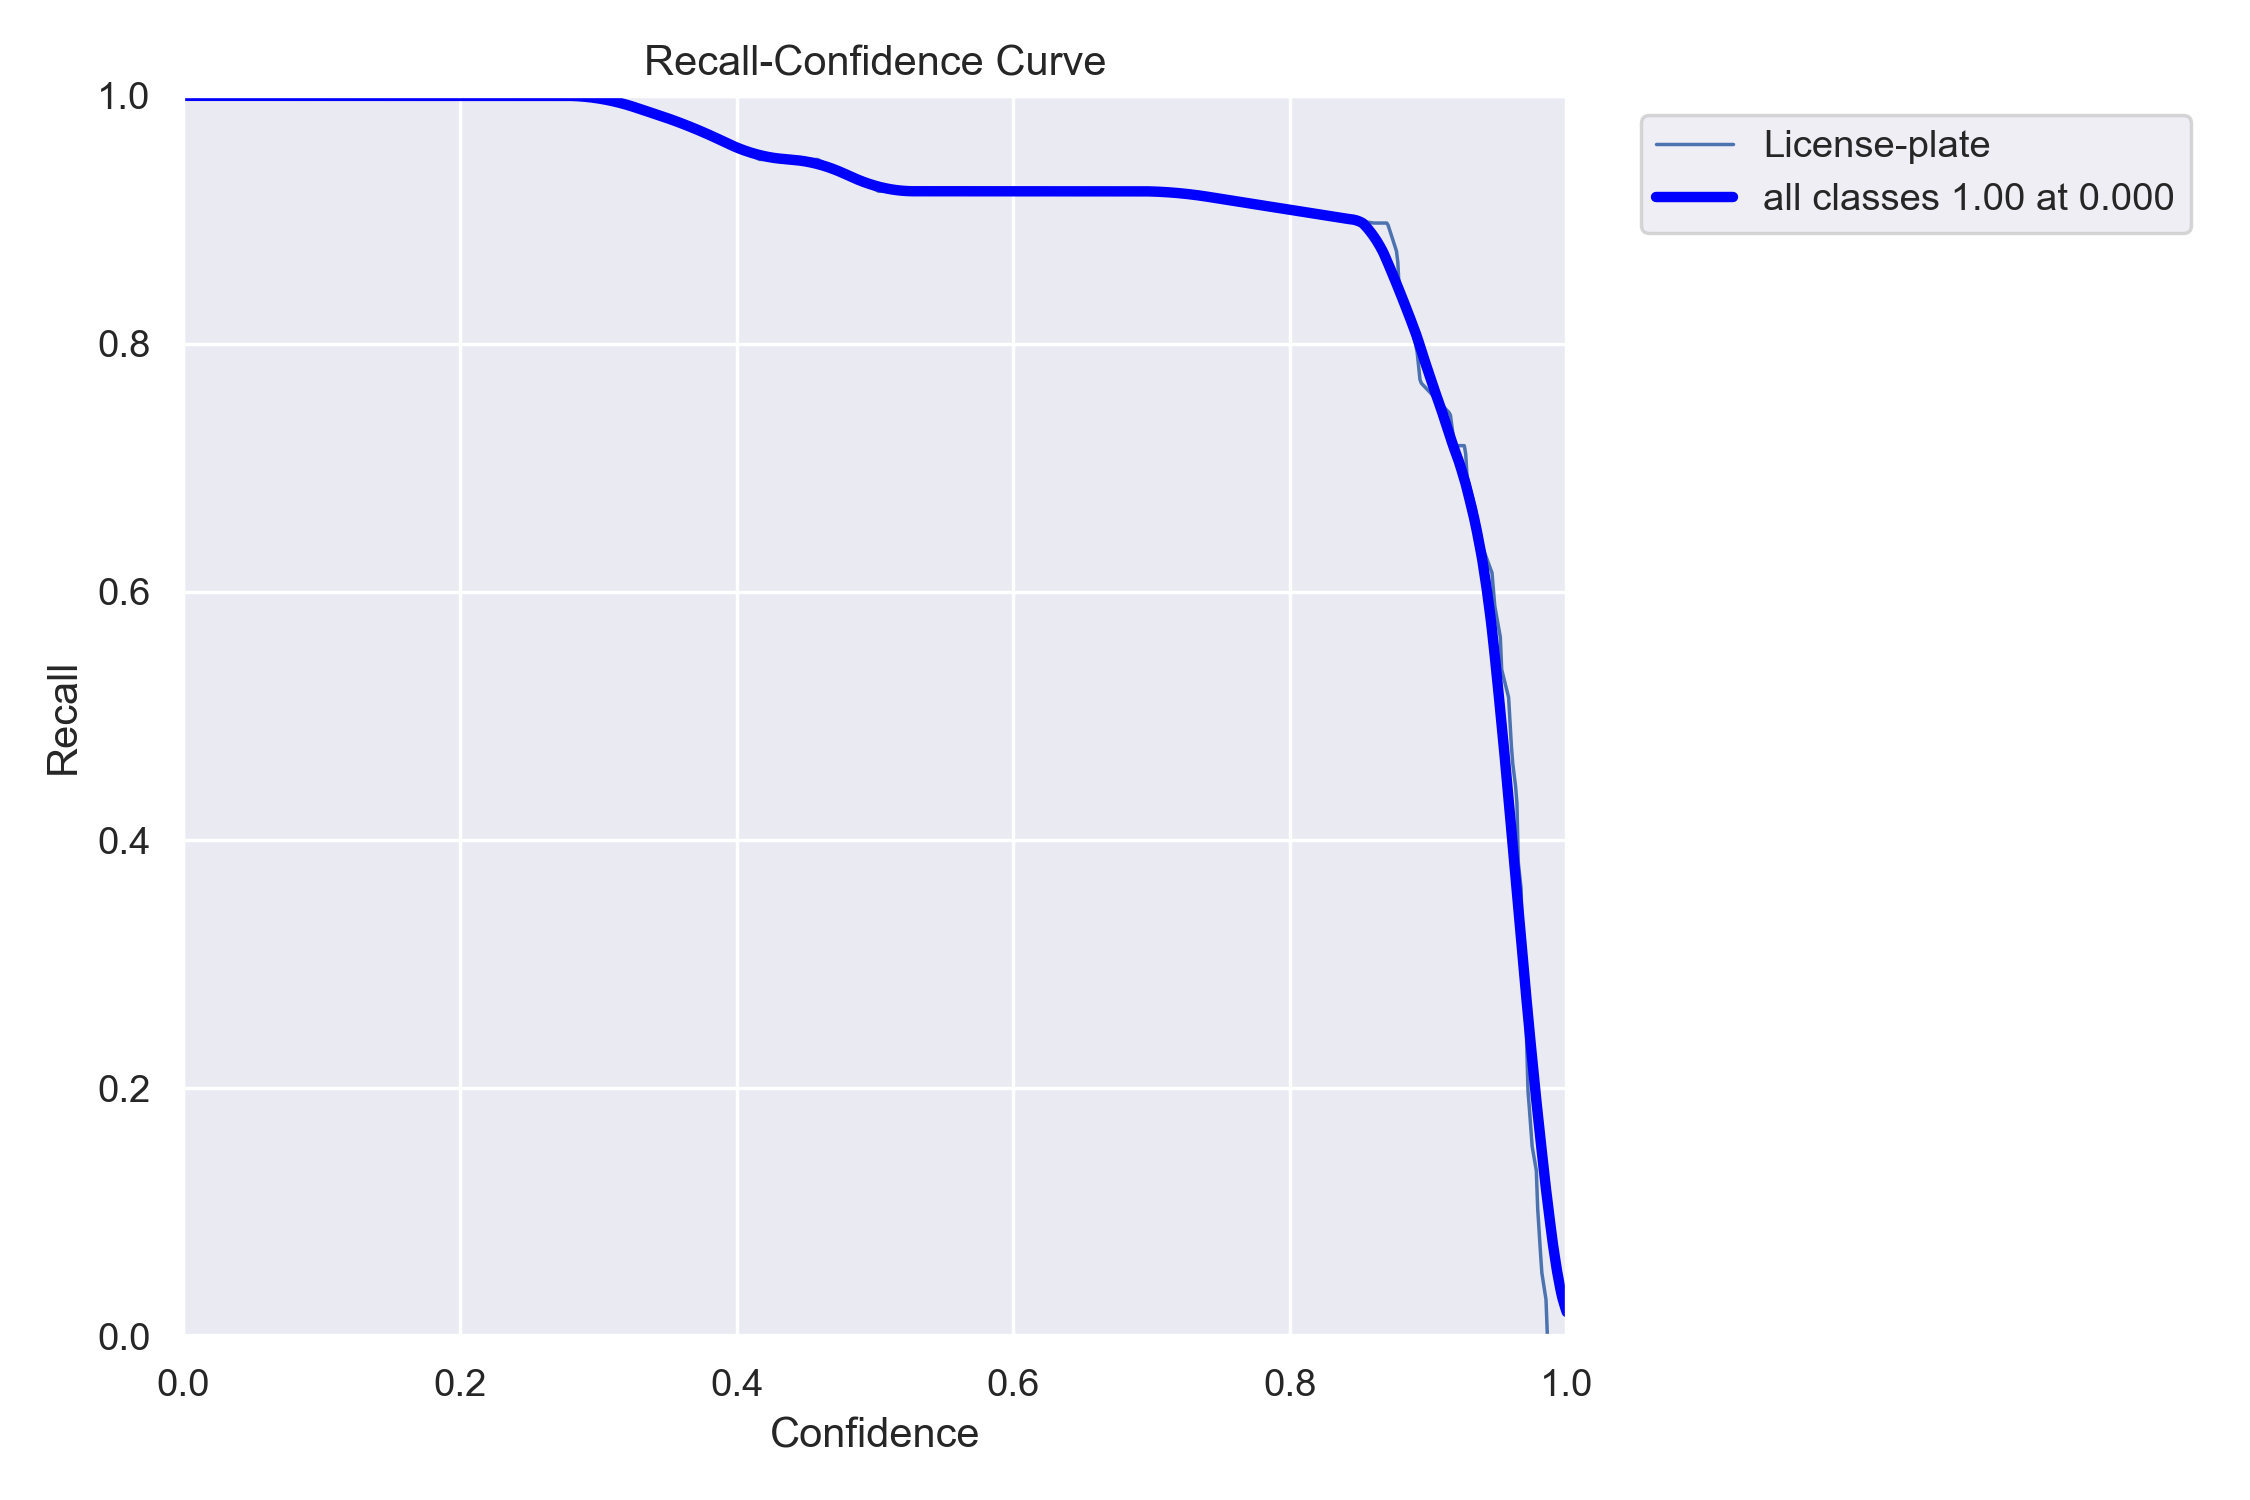 Recall-Confidence Curve
1.0
0.8
0.6
0.4
0.2
0.0
Recall
0.0 0.2 0.4 0.6 0.8 1.0
Confidence
License-plate
all classes 1.00 at 0.000